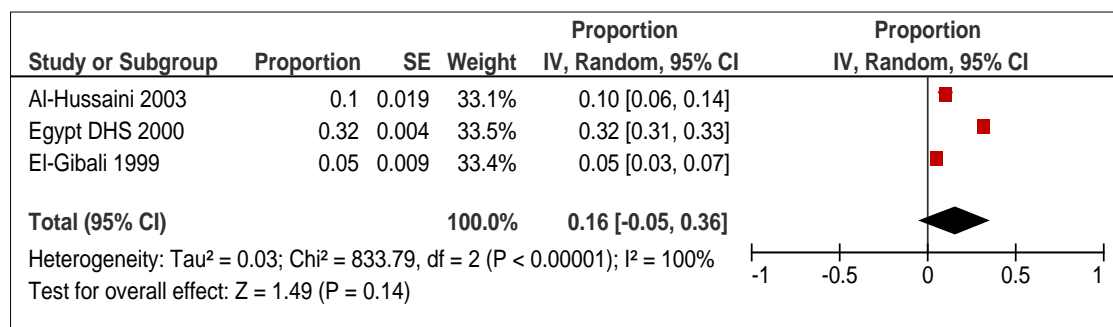 Proportion Proportion
Study or Subgroup Proportion SE Weight IV, Random, 95% CI IV, Random, 95% CI
Al-Hussaini 2003 0.1 0.019 33.1% 0.10 [0.06, 0.14]
Egypt DHS 2000 0.32 0.004 33.5% 0.32 [0.31, 0.33]
El-Gibali 1999 0.05 0.009 33.4% 0.05 [0.03, 0.07]
Total (95% CI) 100.0% 0.16 [-0.05, 0.36]
Heterogeneity: Tau² = 0.03; Chi² = 833.79, df = 2 (P < 0.00001); I² = 100%
Test for overall effect: Z = 1.49 (P = 0.14)
-1 -0.5 0 0.5 1